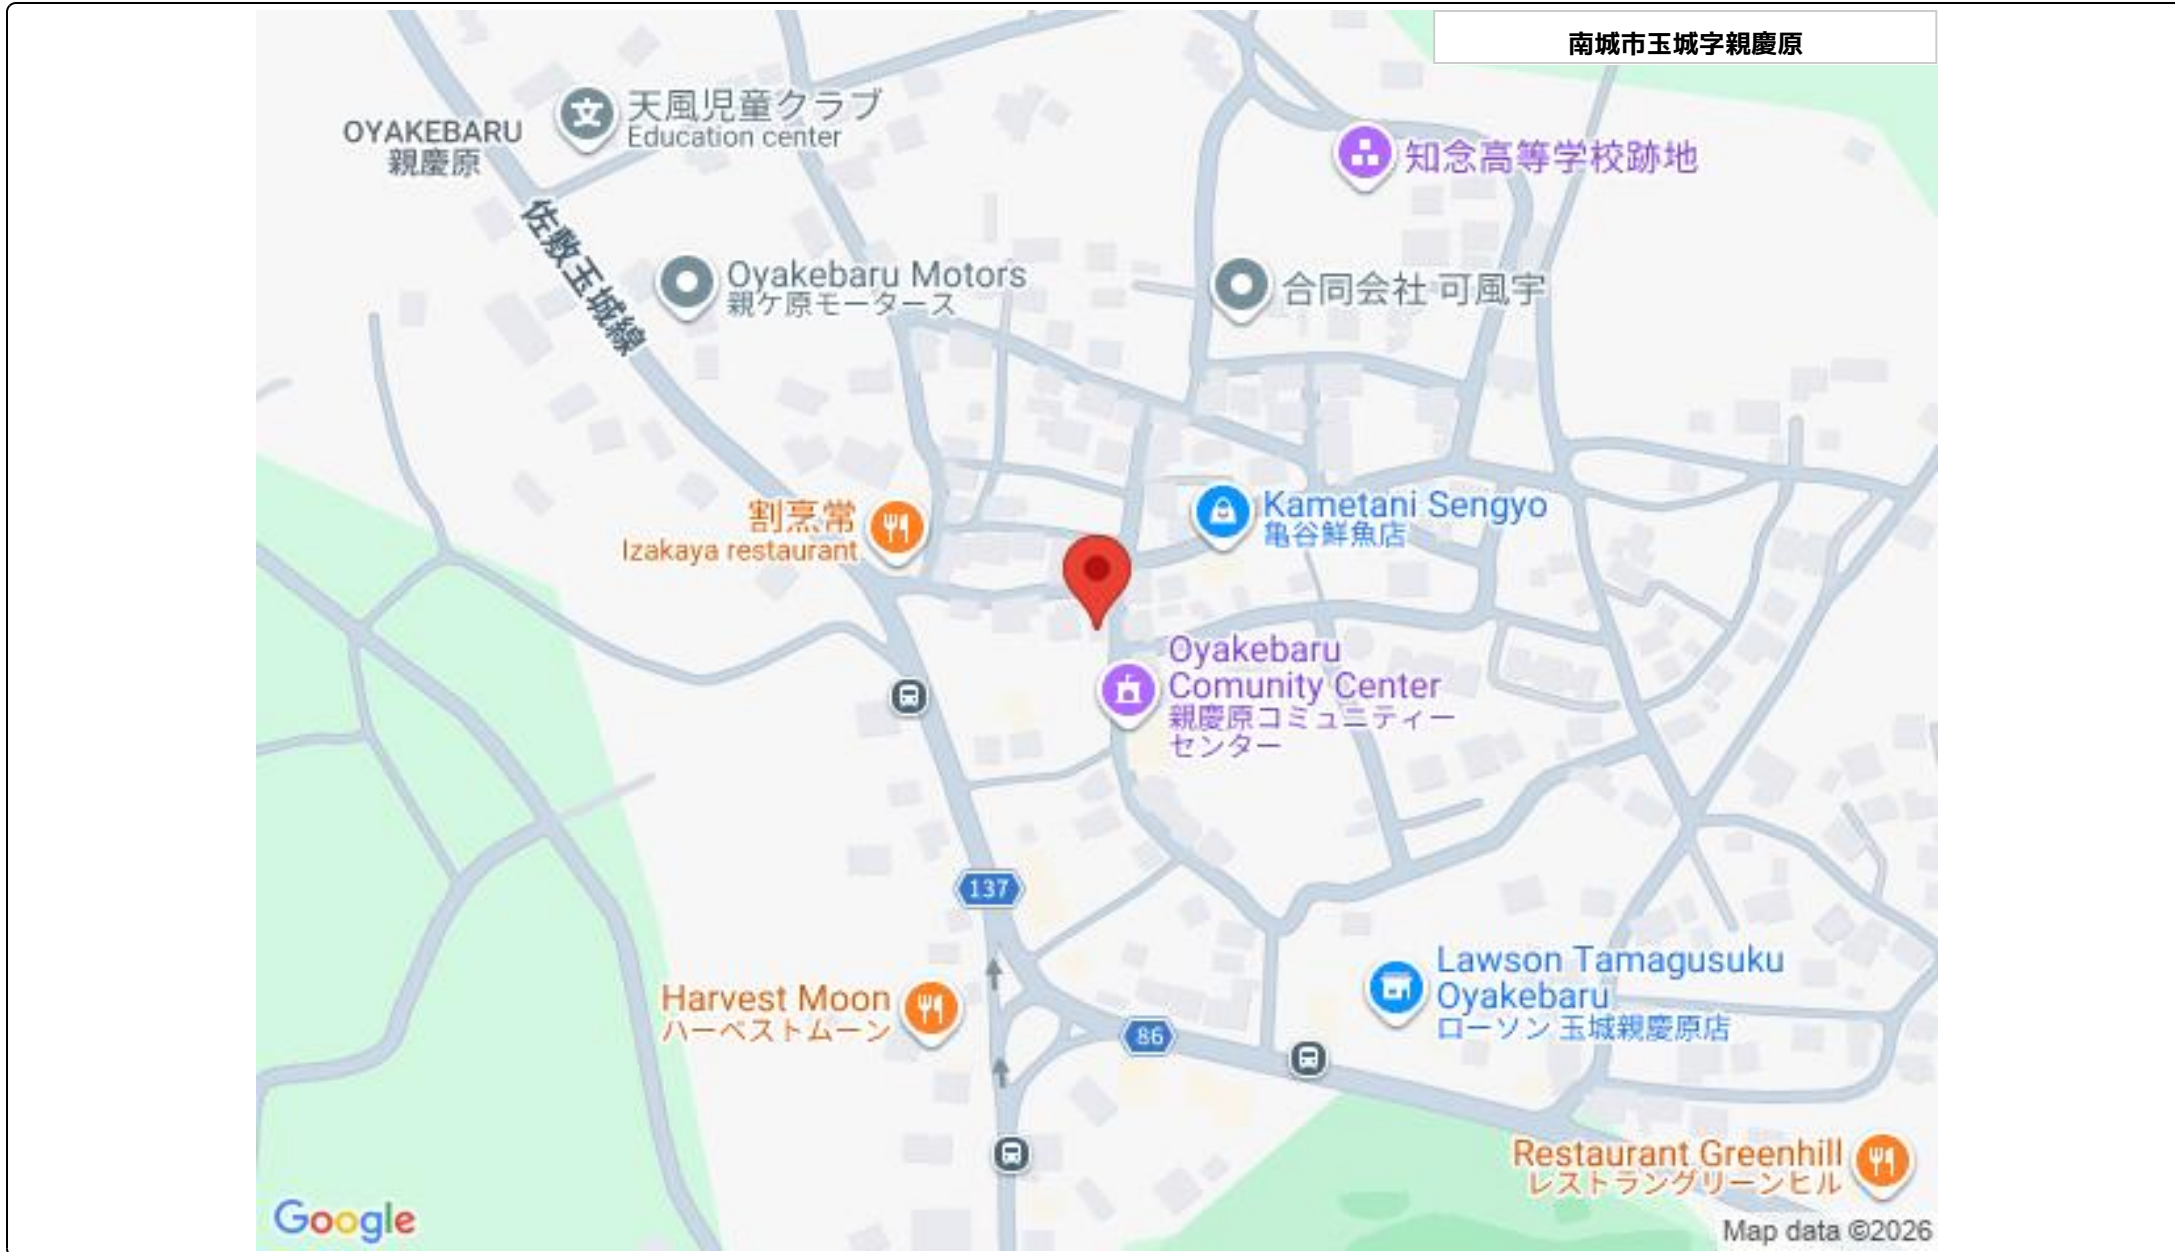 南城市玉城字親慶原
天風児童クラブ
Education center
OYAKEBARU
親慶原
知念高等学校跡地
佐敷玉城線
Oyakebaru Motors
親ケ原モータース
合同会社 可風宇
割烹常
Izakaya restaurant
Kametani Sengyo
亀谷鮮魚店
Oyakebaru
Comunity Center
親慶原コミュニティー
センター
137
Harvest Moon
ハーベストムーン
86
Lawson Tamagusuku
Oyakebaru
ローソン 玉城親慶原店
Restaurant Greenhill
レストラングリーンヒル
Google
Map data ©2026